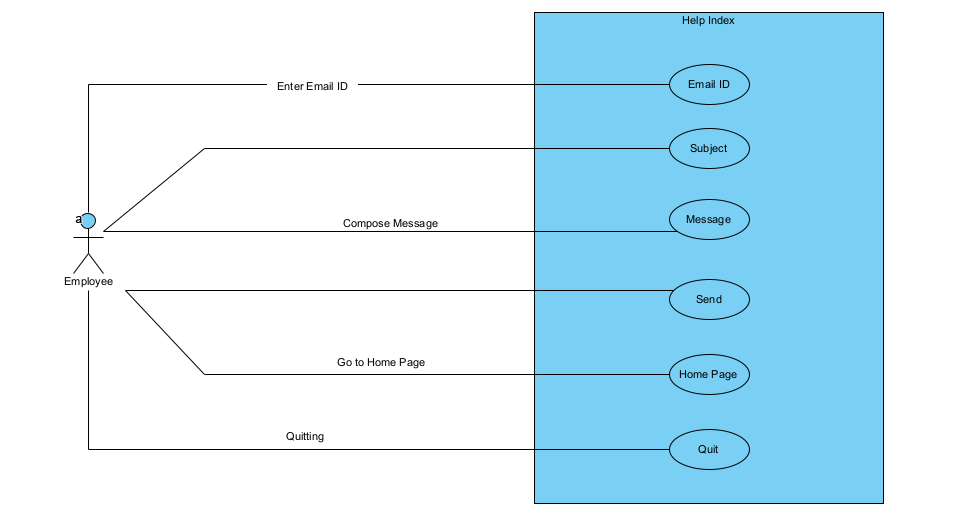 Help Index
Enter Email ID
Email ID
Subject
a
Compose Message
Message
Employee
Send
Go to Home Page
Home Page
Quitting
Quit